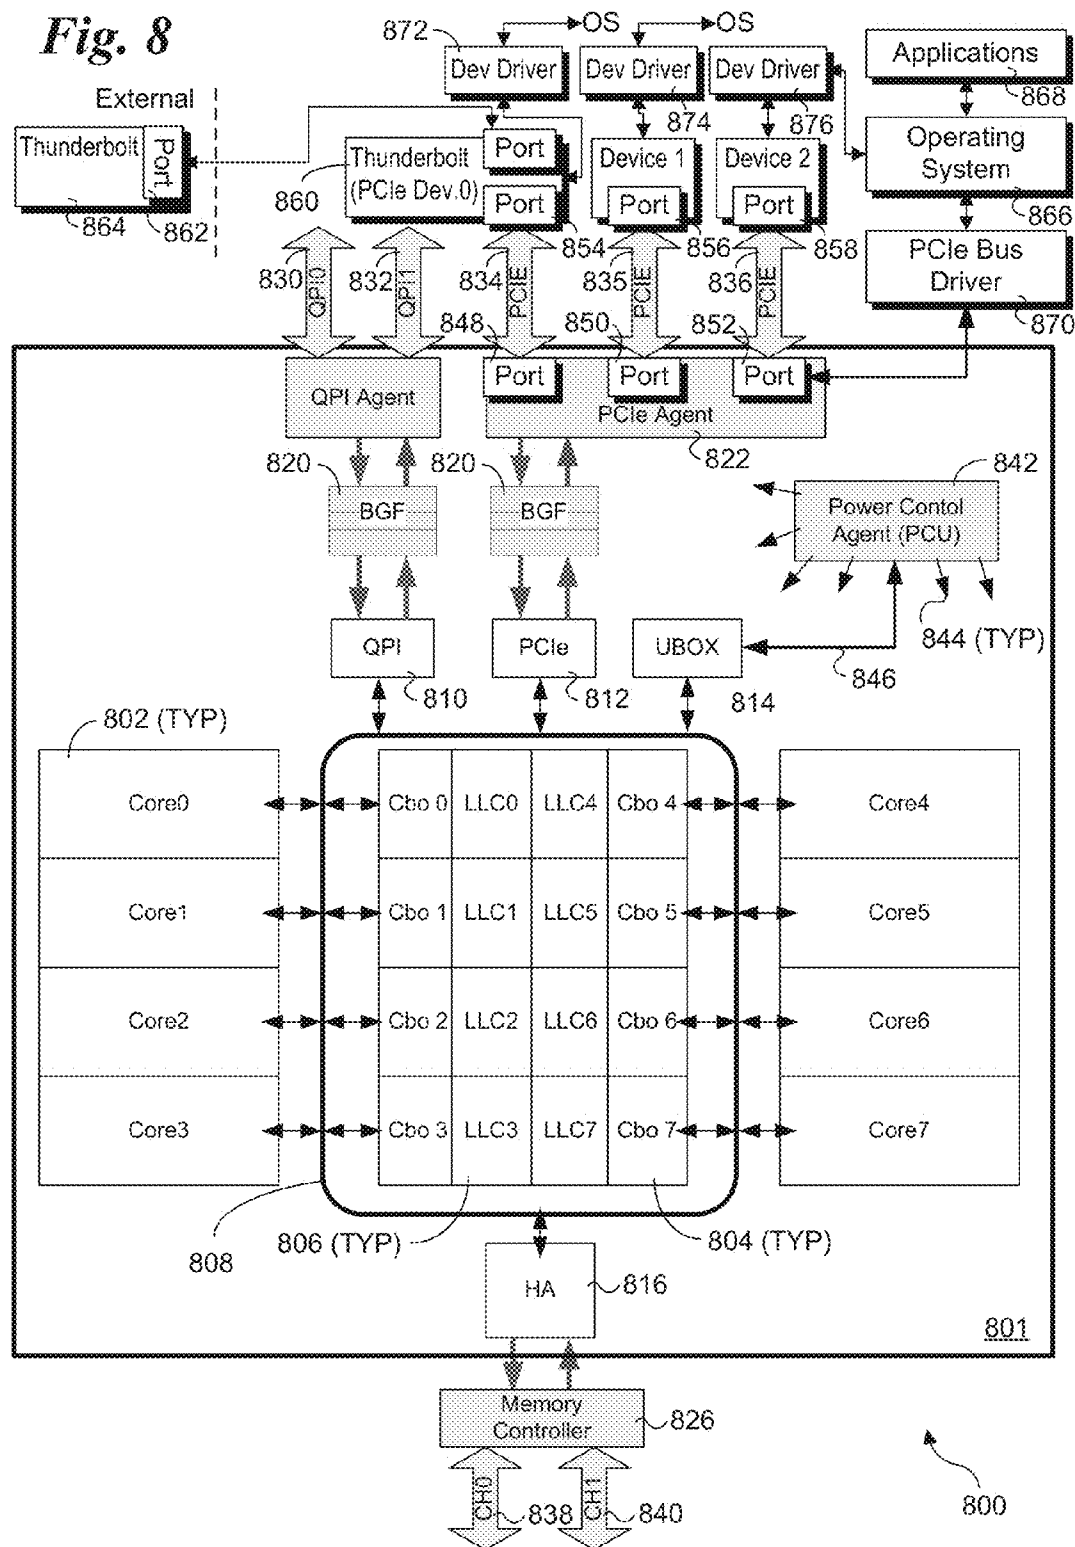 Fig. 8
872
OS
OS
Dev Driver
Dev Driver
Dev Driver
Applications
868
874
876
External
Thunderbolt
Port
864
862
860
Thunderbolt
(PCIe Dev.0)
Port
Port
854
Device 1
Port
856
Device 2
Port
858
Operating
System
866
PCIe Bus
Driver
870
830
QPI0
832
QPI1
834
PCIE
835
PCIE
836
PCIE
848
850
852
QPI Agent
Port
Port
Port
PCIe Agent
822
820
BGF
820
BGF
842
Power Contol
Agent (PCU)
844 (TYP)
846
QPI
810
PCIe
812
UBOX
814
802 (TYP)
Core0
Cbo 0
LLC0
LLC4
Cbo 4
Core4
Core1
Cbo 1
LLC1
LLC5
Cbo 5
Core5
Core2
Cbo 2
LLC2
LLC6
Cbo 6
Core6
Core3
Cbo 3
LLC3
LLC7
Cbo 7
Core7
808
806 (TYP)
804 (TYP)
HA
816
801
Memory
Controller
826
CH0
838
CH1
840
800